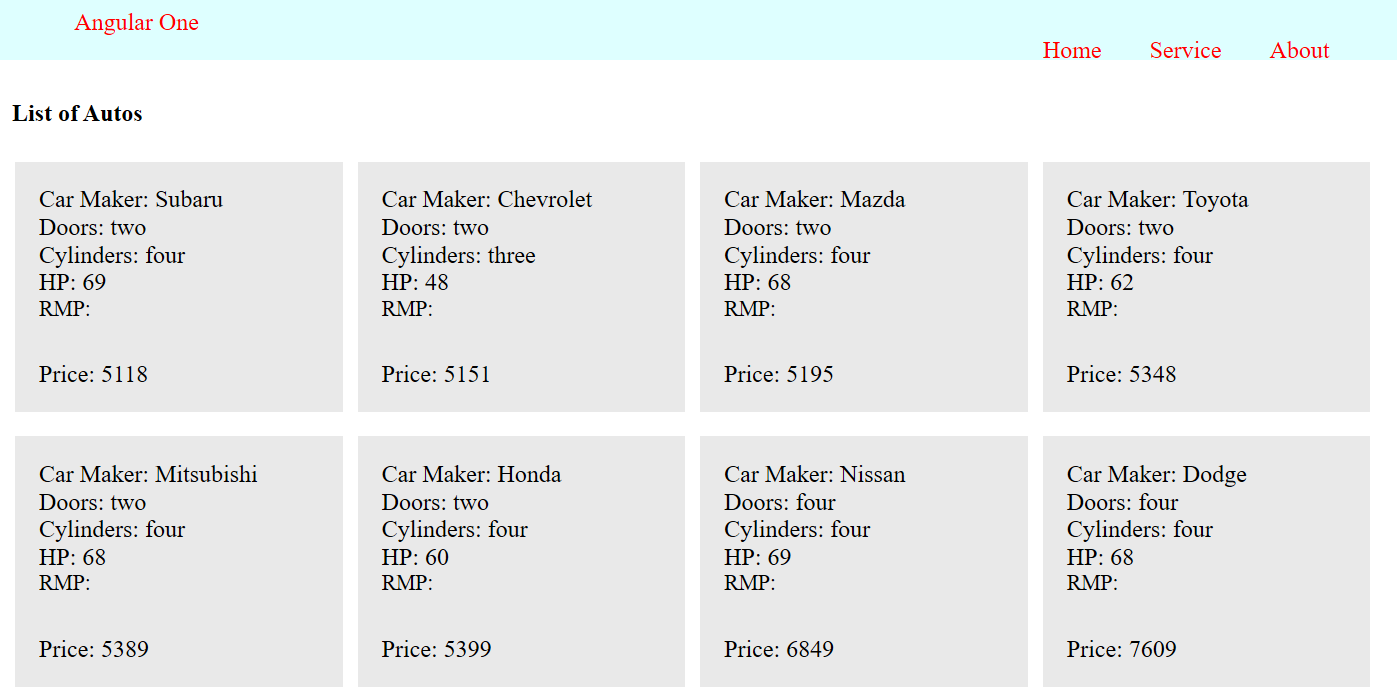 Angular One
Home Service About
List of Autos
Car Maker: Subaru
Doors: two
Cylinders: four
HP: 69
RMP:
Price: 5118
Car Maker: Chevrolet
Doors: two
Cylinders: three
HP: 48
RMP:
Price: 5151
Car Maker: Mazda
Doors: two
Cylinders: four
HP: 68
RMP:
Price: 5195
Car Maker: Toyota
Doors: two
Cylinders: four
HP: 62
RMP:
Price: 5348
Car Maker: Mitsubishi
Doors: two
Cylinders: four
HP: 68
RMP:
Price: 5389
Car Maker: Honda
Doors: two
Cylinders: four
HP: 60
RMP:
Price: 5399
Car Maker: Nissan
Doors: four
Cylinders: four
HP: 69
RMP:
Price: 6849
Car Maker: Dodge
Doors: four
Cylinders: four
HP: 68
RMP:
Price: 7609